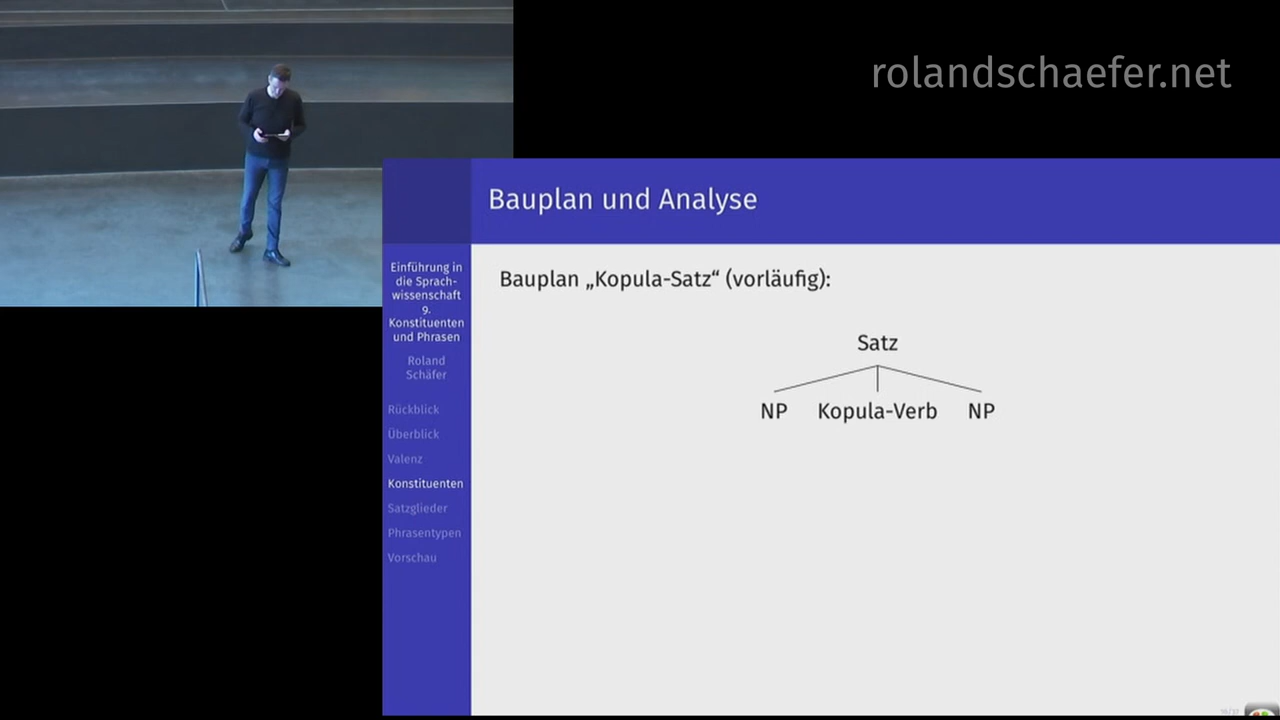 rolandschaefer.net
Bauplan und Analyse
Einführung in
die Sprach-
wissenschaft
9.
Konstituenten
und Phrasen
Roland
Schäfer
Rückblick
Überblick
Valenz
Konstituenten
Satzglieder
Phrasentypen
Vorschau
Bauplan „Kopula-Satz“ (vorläufig):
Satz
NP Kopula-Verb NP